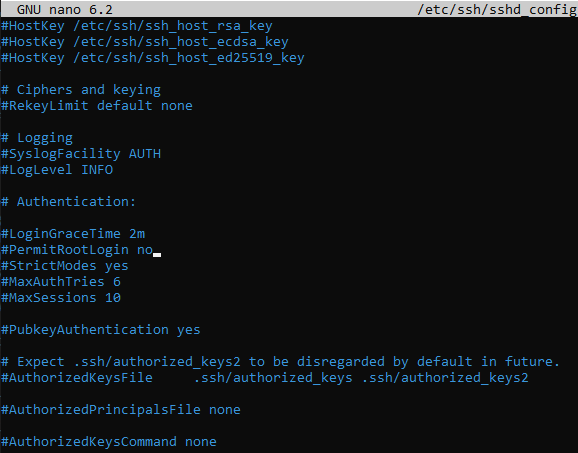 GNU nano 6.2 /etc/ssh/sshd_config
#HostKey /etc/ssh/ssh_host_rsa_key
#HostKey /etc/ssh/ssh_host_ecdsa_key
#HostKey /etc/ssh/ssh_host_ed25519_key
# Ciphers and keying
#RekeyLimit default none
# Logging
#SyslogFacility AUTH
#LogLevel INFO
# Authentication:
#LoginGraceTime 2m
#PermitRootLogin no
#StrictModes yes
#MaxAuthTries 6
#MaxSessions 10
#PubkeyAuthentication yes
# Expect .ssh/authorized_keys2 to be disregarded by default in future.
#AuthorizedKeysFile     .ssh/authorized_keys .ssh/authorized_keys2
#AuthorizedPrincipalsFile none
#AuthorizedKeysCommand none